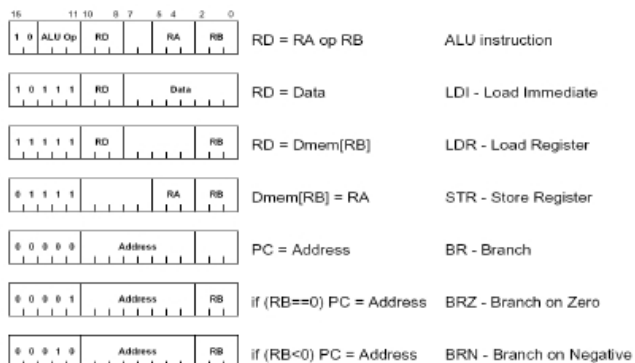 15 11 10 8 7 5 4 2 0
1 0 ALU Op RD RA RB RD = RA op RB ALU instruction
1 0 1 1 1 RD Data RD = Data LDI - Load Immediate
1 1 1 1 1 RD RB RD = Dmem[RB] LDR - Load Register
0 1 1 1 1 RA RB Dmem[RB] = RA STR - Store Register
0 0 0 0 0 Address PC = Address BR - Branch
0 0 0 0 1 Address RB if (RB==0) PC = Address BRZ - Branch on Zero
0 0 0 1 0 Address RB if (RB<0) PC = Address BRN - Branch on Negative